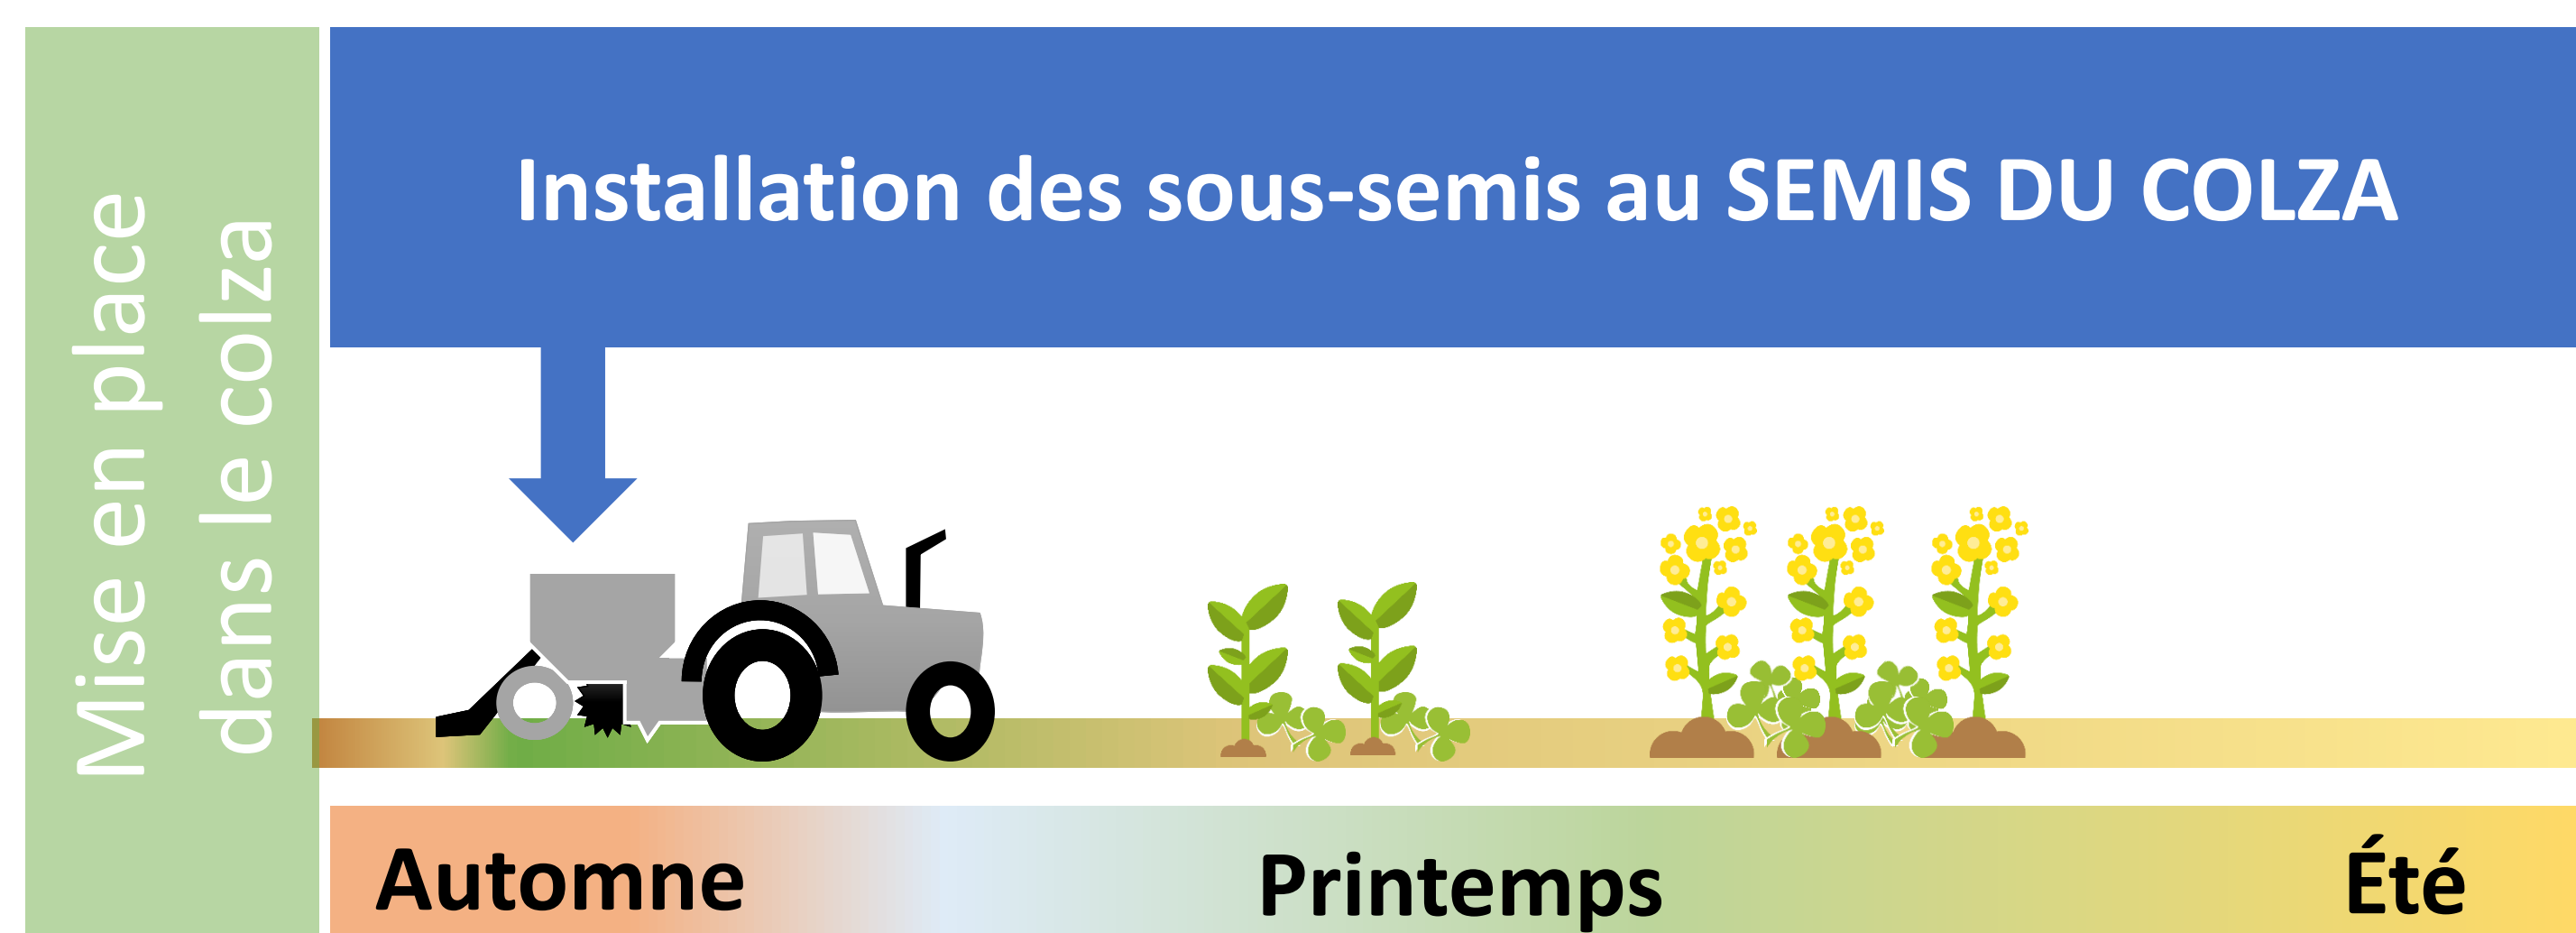 Mise en place
dans le colza
Installation des sous-semis au SEMIS DU COLZA
Automne
Printemps
Été